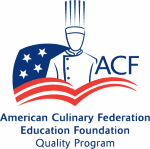 ACF
American Culinary Federation
Education Foundation
Quality Program